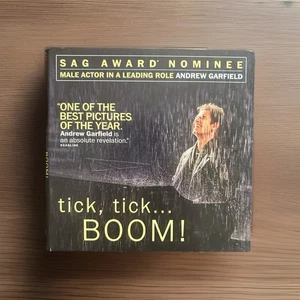 SAG AWARD® NOMINEE
MALE ACTOR IN A LEADING ROLE ANDREW GARFIELD
"ONE OF THE
BEST PICTURES
OF THE YEAR.
Andrew Garfield is
an absolute revelation."
DEADLINE
tick, tick...
BOOM!